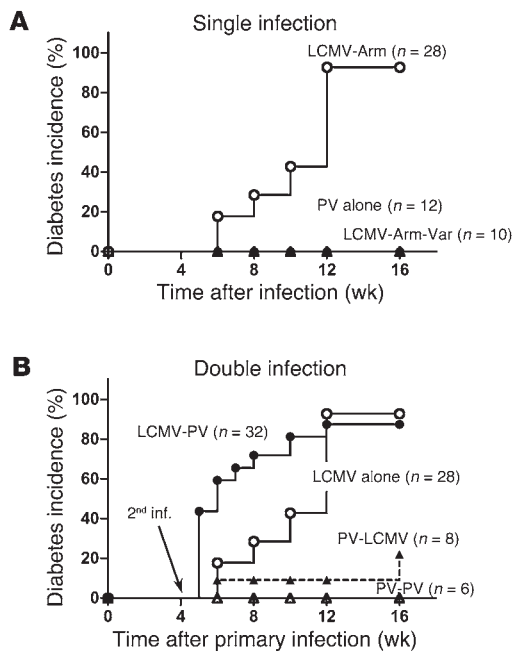 A
Single infection
Diabetes incidence (%)
100
80
60
40
20
0
LCMV-Arm (n = 28)
PV alone (n = 12)
LCMV-Arm-Var (n = 10)
0 4 8 12 16
Time after infection (wk)
B
Double infection
Diabetes incidence (%)
100
80
60
40
20
0
LCMV-PV (n = 32)
LCMV alone (n = 28)
2nd inf.
PV-LCMV (n = 8)
PV-PV (n = 6)
0 4 8 12 16
Time after primary infection (wk)